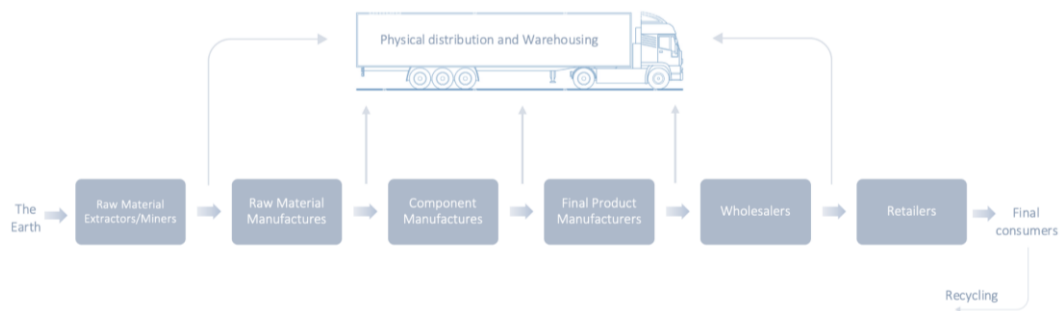 Physical distribution and Warehousing
The
Earth
Raw Material
Extractors/Miners
Raw Material
Manufactures
Component
Manufactures
Final Product
Manufacturers
Wholesalers
Retailers
Final
consumers
Recycling